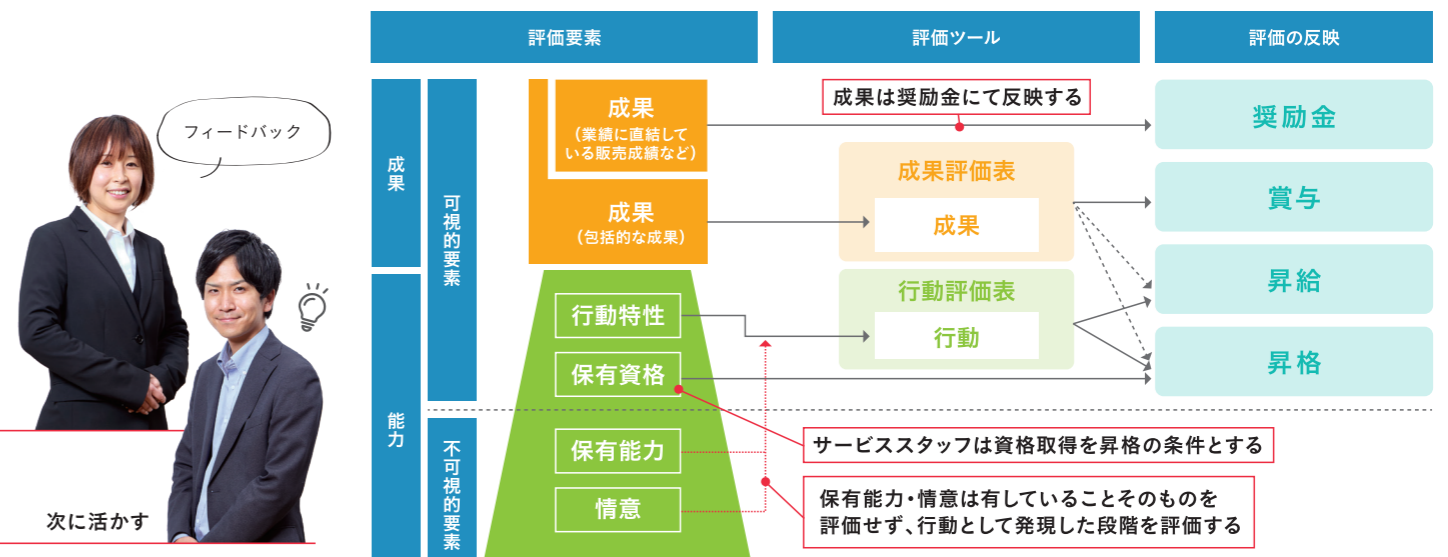 フィードバック
次に活かす
評価要素
評価ツール
評価の反映
成果
能力
可視的要素
不可視的要素
成果
（業績に直結して
いる販売成績など）
成果
（包括的な成果）
行動特性
保有資格
保有能力
情意
成果は奨励金にて反映する
成果評価表
成果
行動評価表
行動
奨励金
賞与
昇給
昇格
サービススタッフは資格取得を昇格の条件とする
保有能力・情意は有していることそのものを
評価せず、行動として発現した段階を評価する